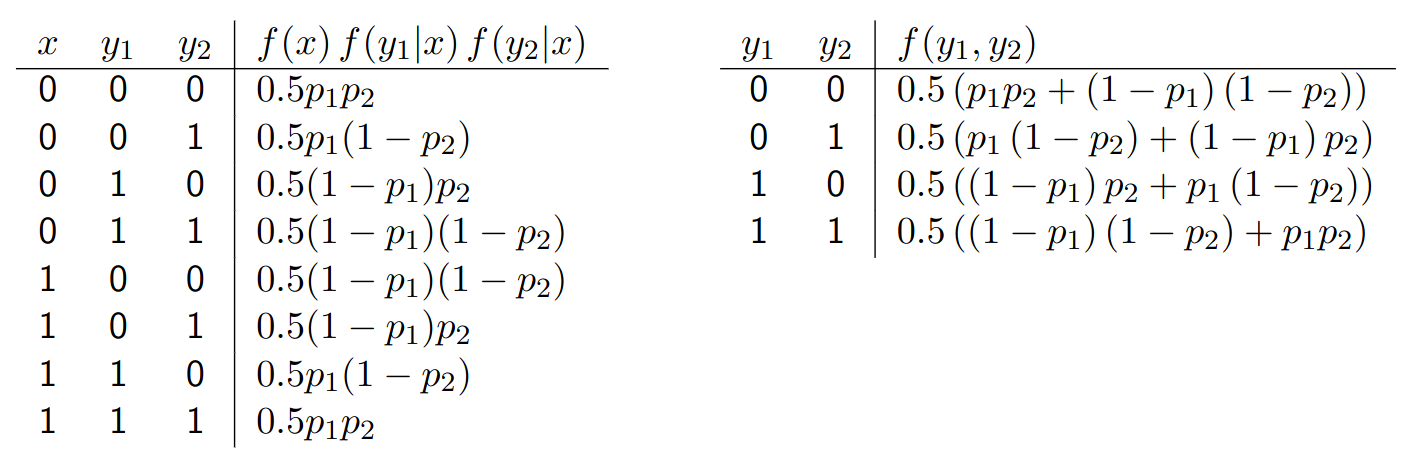 x y₁ y₂ f(x) f(y₁|x) f(y₂|x)
0 0 0 0.5p₁p₂
0 0 1 0.5p₁(1 − p₂)
0 1 0 0.5(1 − p₁)p₂
0 1 1 0.5(1 − p₁)(1 − p₂)
1 0 0 0.5(1 − p₁)(1 − p₂)
1 0 1 0.5(1 − p₁)p₂
1 1 0 0.5p₁(1 − p₂)
1 1 1 0.5p₁p₂
y₁ y₂ f(y₁, y₂)
0 0 0.5 (p₁p₂ + (1 − p₁) (1 − p₂))
0 1 0.5 (p₁ (1 − p₂) + (1 − p₁) p₂)
1 0 0.5 ((1 − p₁) p₂ + p₁ (1 − p₂))
1 1 0.5 ((1 − p₁) (1 − p₂) + p₁p₂)